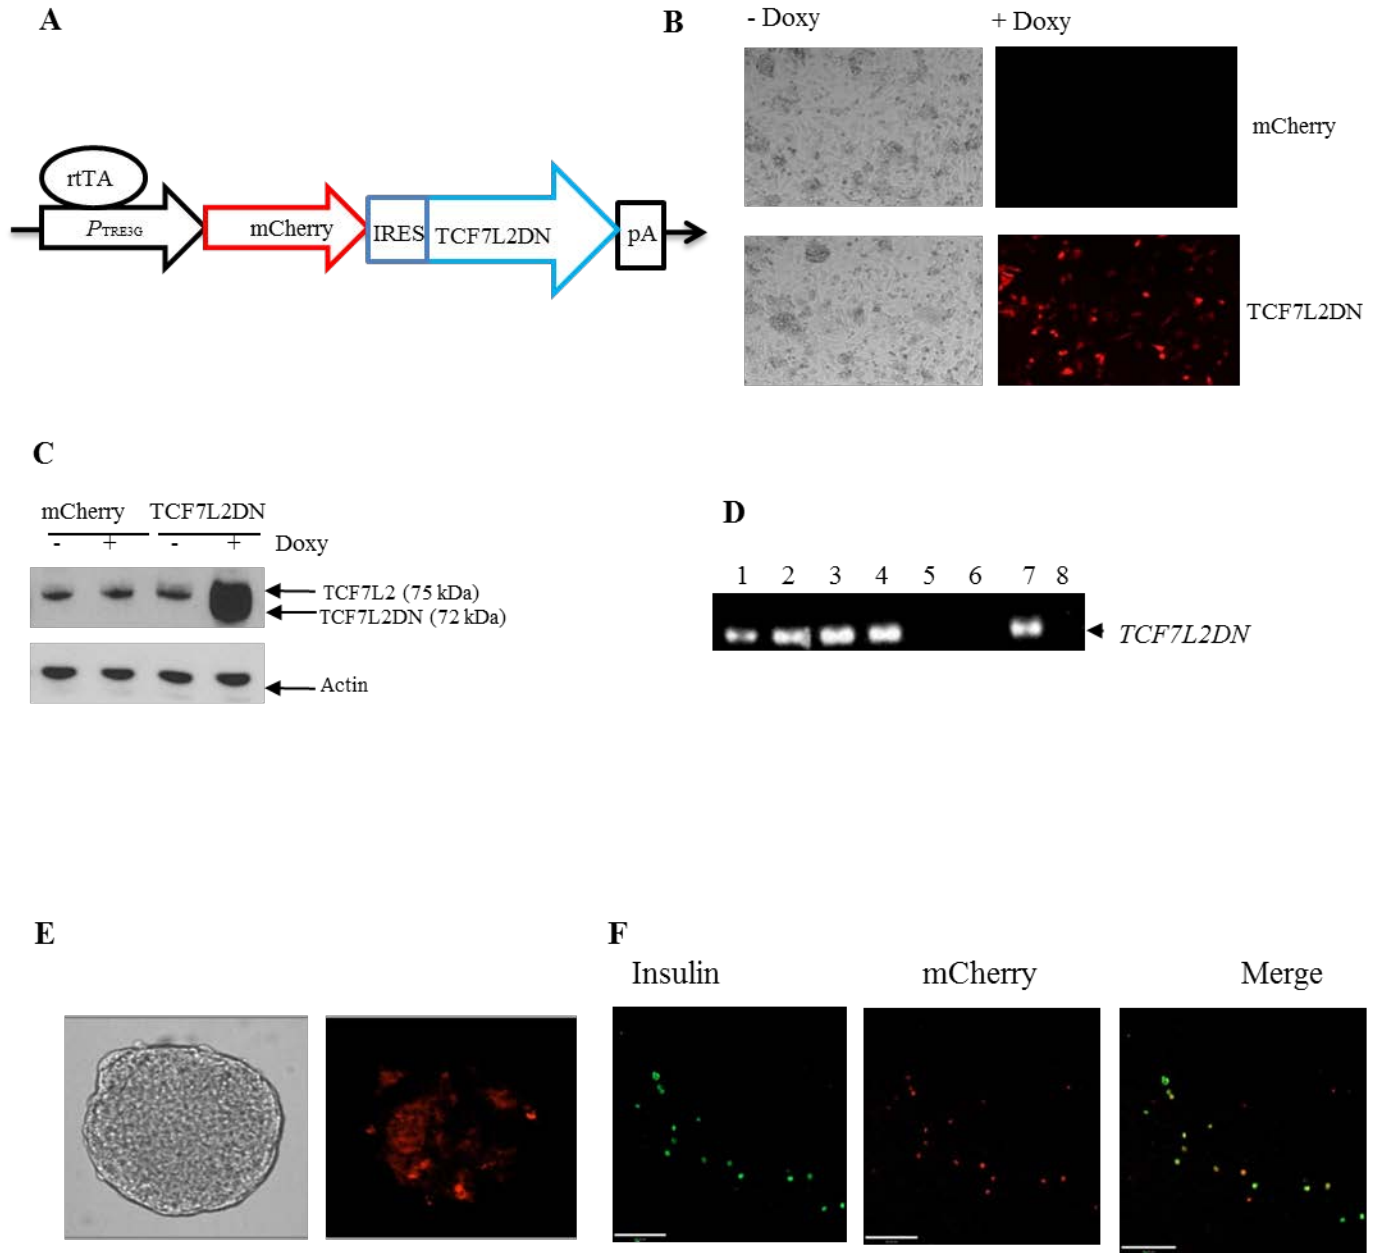 A
rtTA
PTRE3G
mCherry
IRES
TCF7L2DN
pA
B
- Doxy
+ Doxy
mCherry
TCF7L2DN
C
mCherry TCF7L2DN
- + - + Doxy
TCF7L2 (75 kDa)
TCF7L2DN (72 kDa)
Actin
D
1 2 3 4 5 6 7 8
TCF7L2DN
E
F
Insulin mCherry Merge